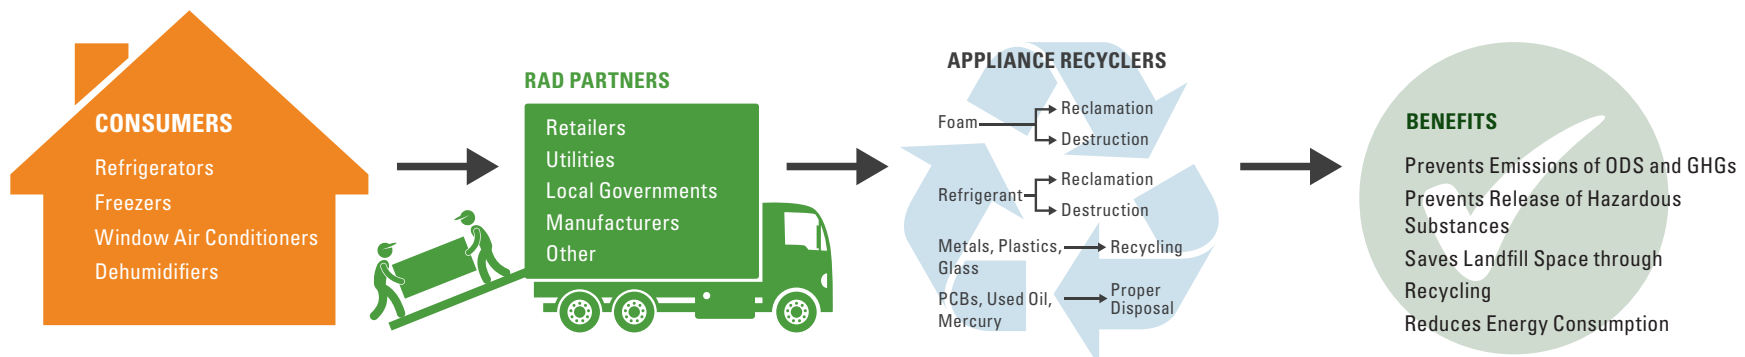 CONSUMERS
Refrigerators
Freezers
Window Air Conditioners
Dehumidifiers
RAD PARTNERS
Retailers
Utilities
Local Governments
Manufacturers
Other
APPLIANCE RECYCLERS
Foam
Reclamation
Destruction
Refrigerant
Reclamation
Destruction
Metals, Plastics,
Glass
Recycling
PCBs, Used Oil,
Mercury
Proper
Disposal
BENEFITS
Prevents Emissions of ODS and GHGs
Prevents Release of Hazardous
Substances
Saves Landfill Space through
Recycling
Reduces Energy Consumption